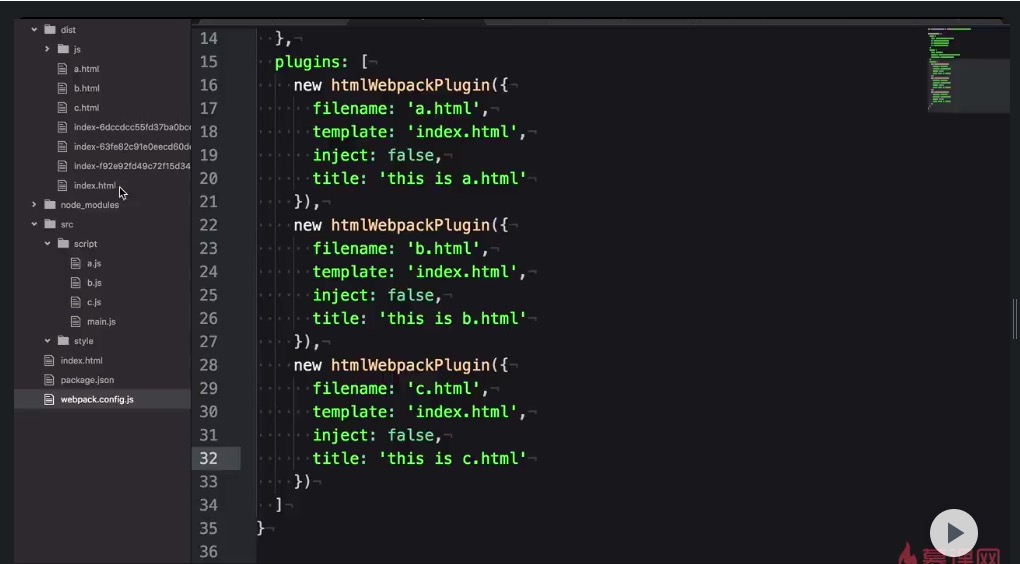 dist
js
a.html
b.html
c.html
index-6dccdcc55fd37ba0bc
index-63fe82c91e0eecd60d
index-f92e92fd49c72f15d34
index.html
node_modules
src
script
a.js
b.js
c.js
main.js
style
index.html
package.json
webpack.config.js
14 },
15 plugins: [
16 new htmlWebpackPlugin({
17 filename: 'a.html',
18 template: 'index.html',
19 inject: false,
20 title: 'this is a.html'
21 }),
22 new htmlWebpackPlugin({
23 filename: 'b.html',
24 template: 'index.html',
25 inject: false,
26 title: 'this is b.html'
27 }),
28 new htmlWebpackPlugin({
29 filename: 'c.html',
30 template: 'index.html',
31 inject: false,
32 title: 'this is c.html'
33 })
34 ]
35 }
36
慕课网